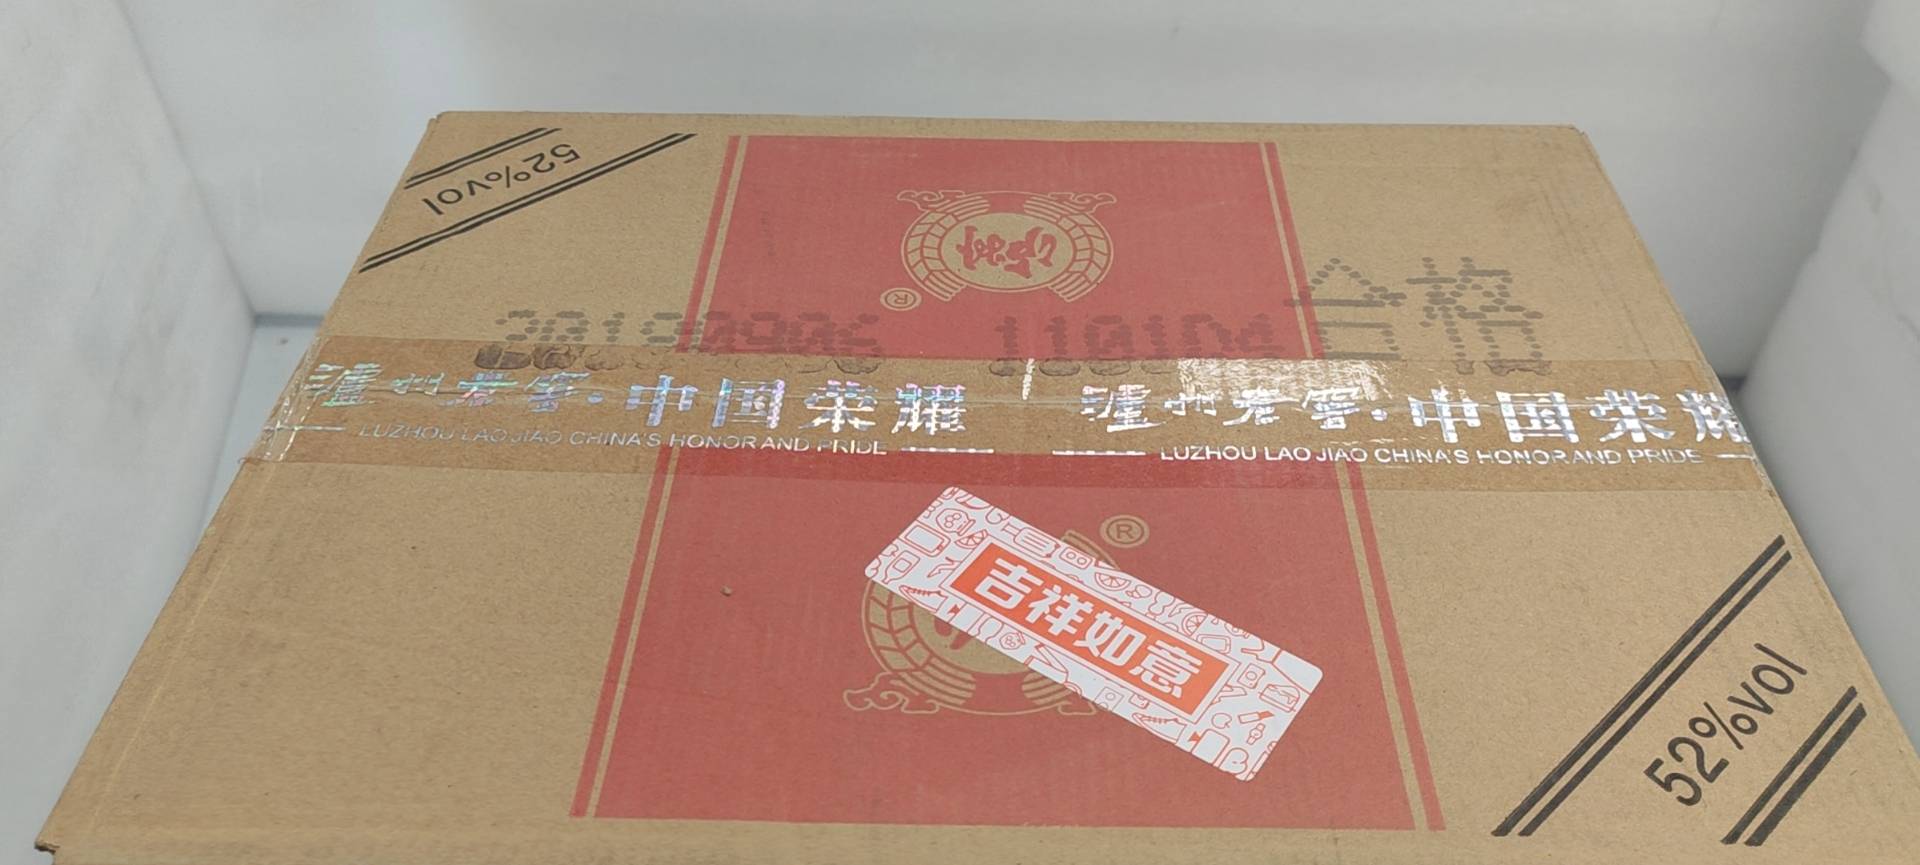 52%vol
®
20190906 110104 合格
泸州老窖·中国荣耀 泸州老窖·中国荣耀
LUZHOU LAO JIAO CHINA'S HONOR AND PRIDE LUZHOU LAO JIAO CHINA'S HONOR AND PRIDE
®
吉祥如意
52%vol